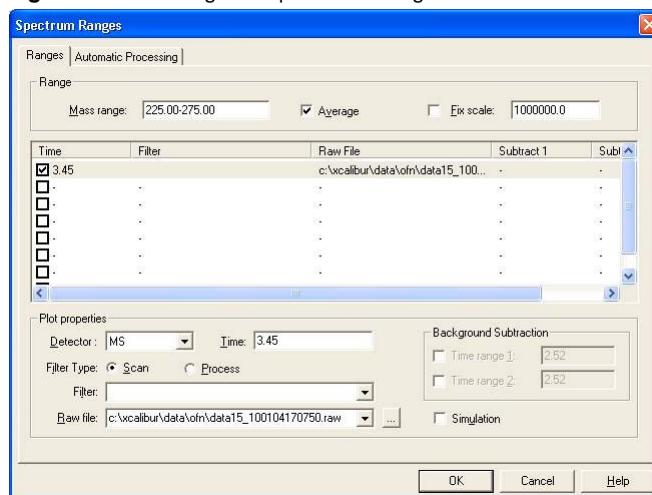 Spectrum Ranges
Ranges Automatic Processing
Range
Mass range: 225.00-275.00 Average Fix scale: 1000000.0
Time Filter Raw File Subtract 1
3.45 - c:\xcalibur\data\ofn\data15_100... - -
Plot properties
Detector: MS Time: 3.45
Background Subtraction
Time range 1: 2.52
Filter Type: Scan Process
Time range 2: 2.52
Filter:
Raw file: c:\xcalibur\data\ofn\data15_100104170750.raw ... Simulation
OK Cancel Help